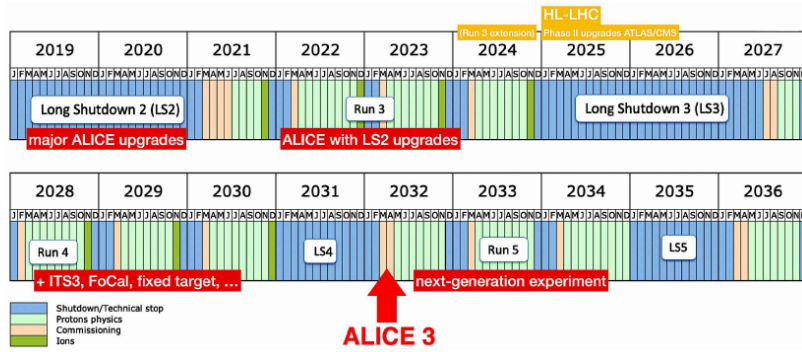 HL-LHC
(Run 3 extension) Phase II upgrades ATLAS/CMS
2019 2020 2021 2022 2023 2024 2025 2026 2027
J F M A M J J A S O N D J F M A M J J A S O N D J F M A M J J A S O N D J F M A M J J A S O N D J F M A M J J A S O N D J F M A M J J A S O N D J F M A M J J A S O N D J F M A M J J A S O N D J F M A M J J A S O N D
Long Shutdown 2 (LS2) Run 3 Long Shutdown 3 (LS3)
major ALICE upgrades ALICE with LS2 upgrades
2028 2029 2030 2031 2032 2033 2034 2035 2036
J F M A M J J A S O N D J F M A M J J A S O N D J F M A M J J A S O N D J F M A M J J A S O N D J F M A M J J A S O N D J F M A M J J A S O N D J F M A M J J A S O N D J F M A M J J A S O N D J F M A M J J A S O N D
Run 4 LS4 Run 5 LS5
+ ITS3, FoCal, fixed target, ... next-generation experiment
Shutdown/Technical stop
Protons physics
Commissioning
Ions
ALICE 3